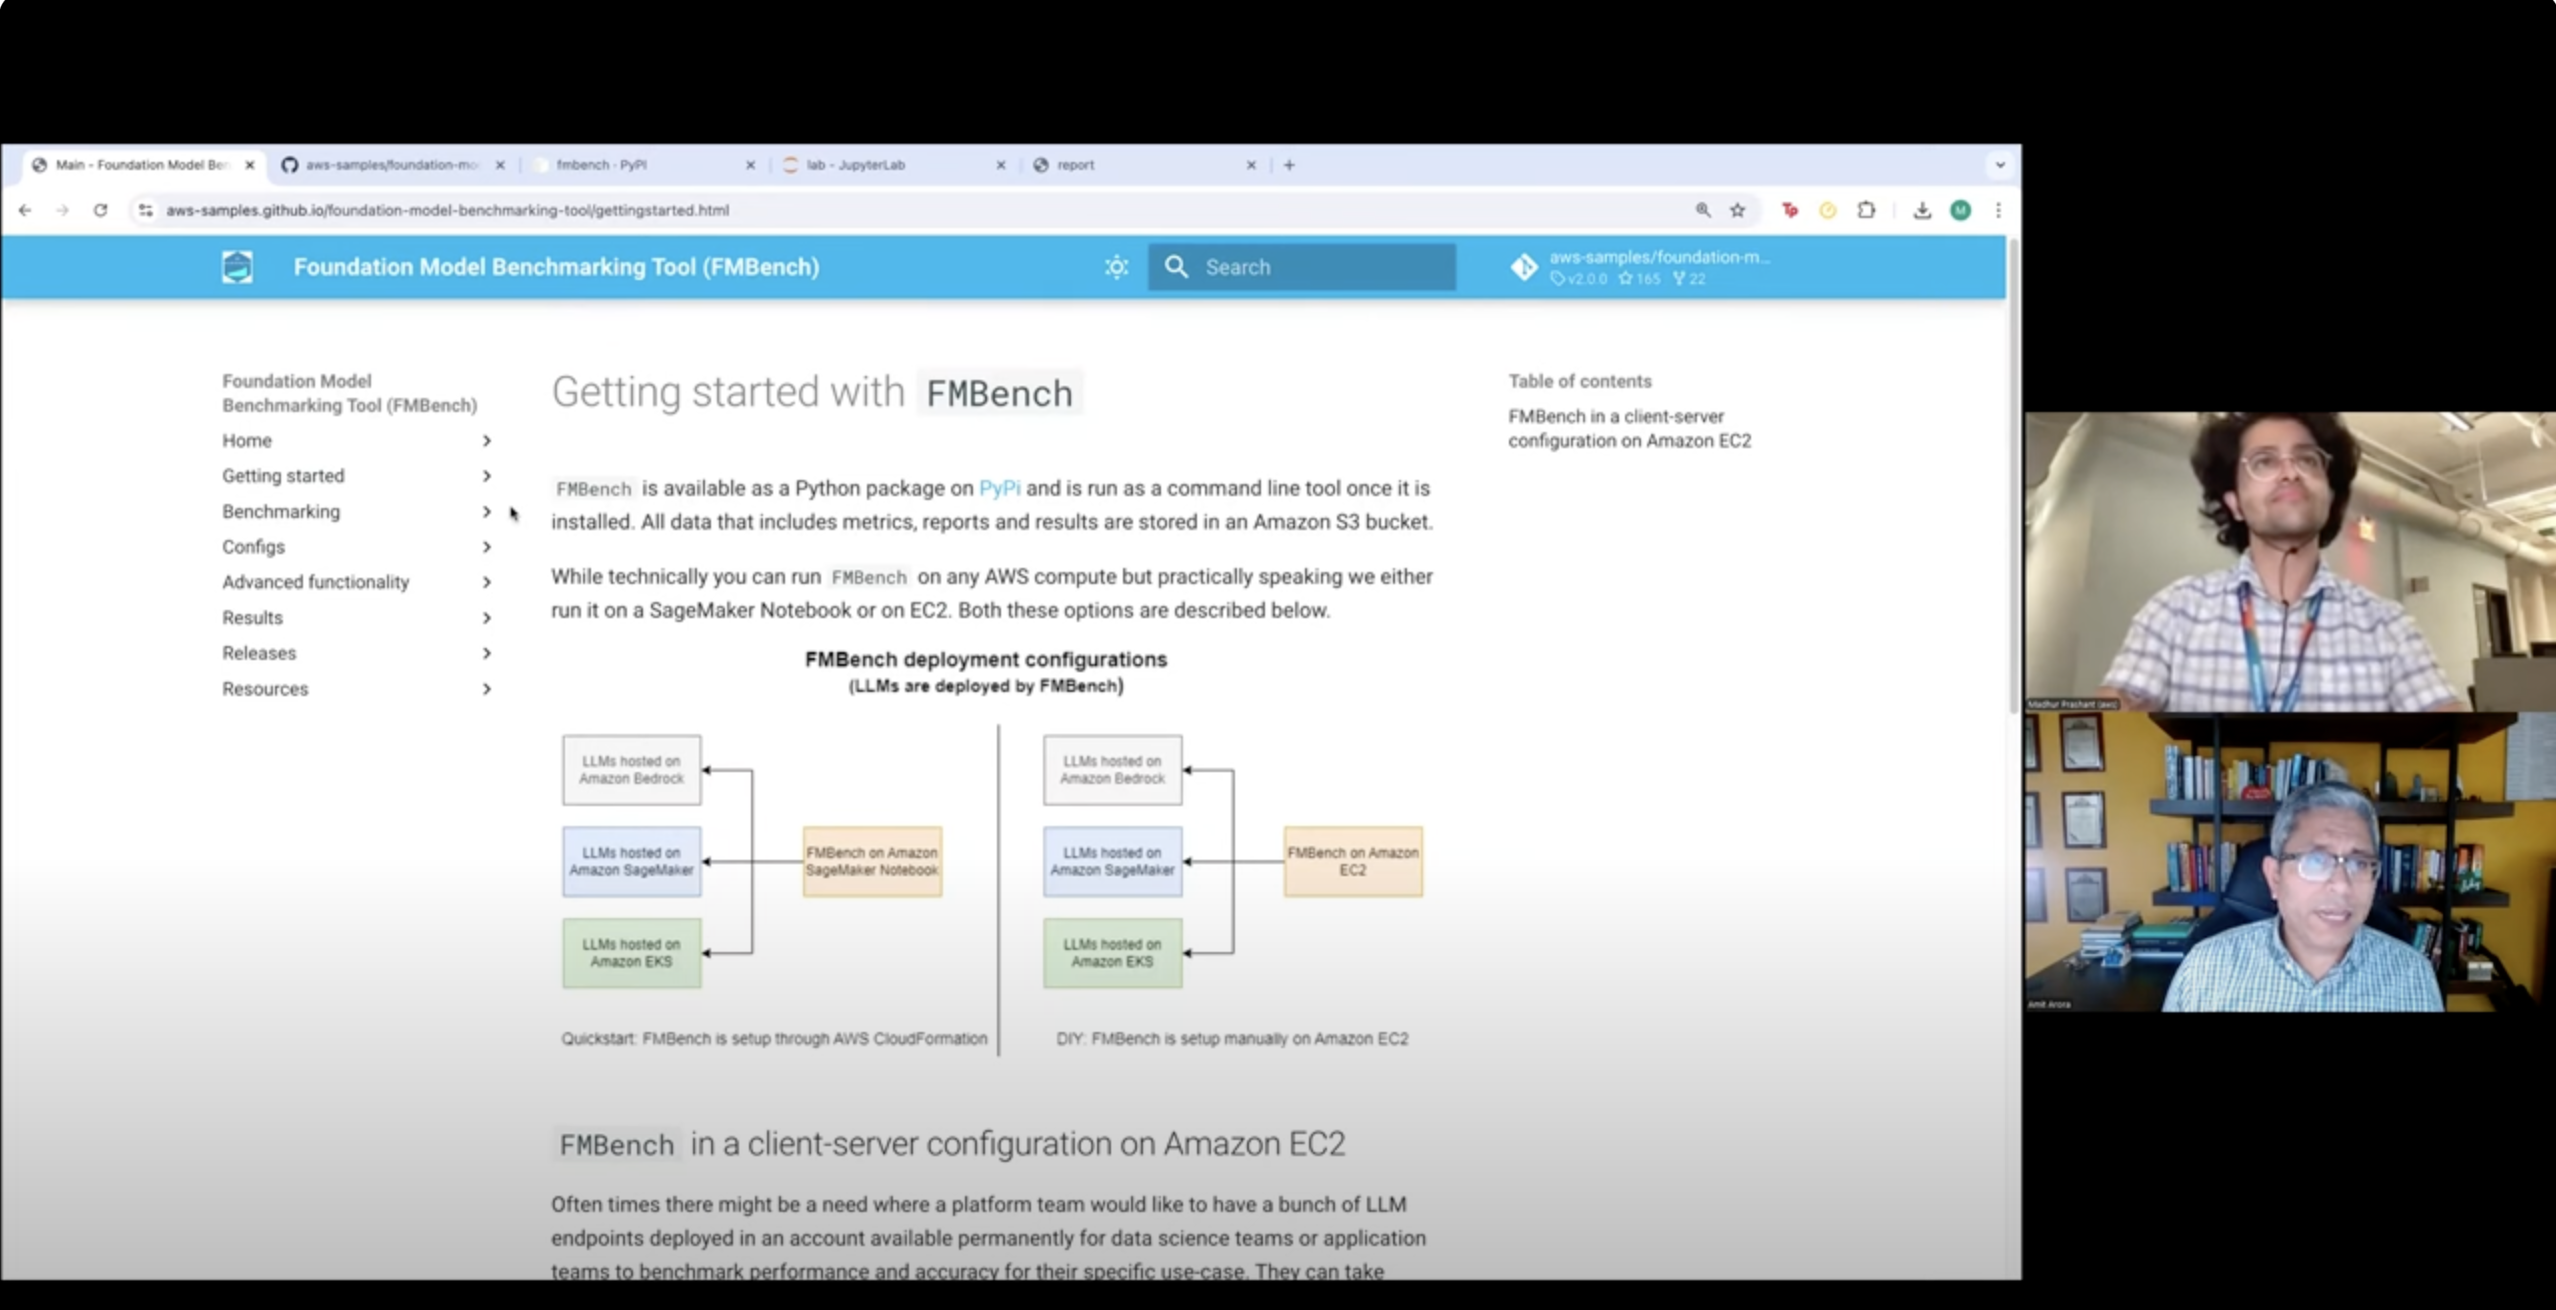 Main - Foundation Model Ben
aws-samples/foundation-mo
fmbench · PyPI
lab - JupyterLab
report
aws-samples.github.io/foundation-model-benchmarking-tool/gettingstarted.html
Tp
M
Foundation Model Benchmarking Tool (FMBench)
Search
aws-samples/foundation-m...
v2.0.0 165 22
Foundation Model
Benchmarking Tool (FMBench)
Home
Getting started
Benchmarking
Configs
Advanced functionality
Results
Releases
Resources
Getting started with FMBench
FMBench is available as a Python package on PyPi and is run as a command line tool once it is
installed. All data that includes metrics, reports and results are stored in an Amazon S3 bucket.
While technically you can run FMBench on any AWS compute but practically speaking we either
run it on a SageMaker Notebook or on EC2. Both these options are described below.
FMBench deployment configurations
(LLMs are deployed by FMBench)
LLMs hosted on
Amazon Bedrock
LLMs hosted on
Amazon SageMaker
LLMs hosted on
Amazon EKS
FMBench on Amazon
SageMaker Notebook
Quickstart: FMBench is setup through AWS CloudFormation
LLMs hosted on
Amazon Bedrock
LLMs hosted on
Amazon SageMaker
LLMs hosted on
Amazon EKS
FMBench on Amazon
EC2
DIY: FMBench is setup manually on Amazon EC2
FMBench in a client-server configuration on Amazon EC2
Often times there might be a need where a platform team would like to have a bunch of LLM
endpoints deployed in an account available permanently for data science teams or application
teams to benchmark performance and accuracy for their specific use-case. They can take
Table of contents
FMBench in a client-server
configuration on Amazon EC2
Madhur Prashant (aws)
Amit Arora